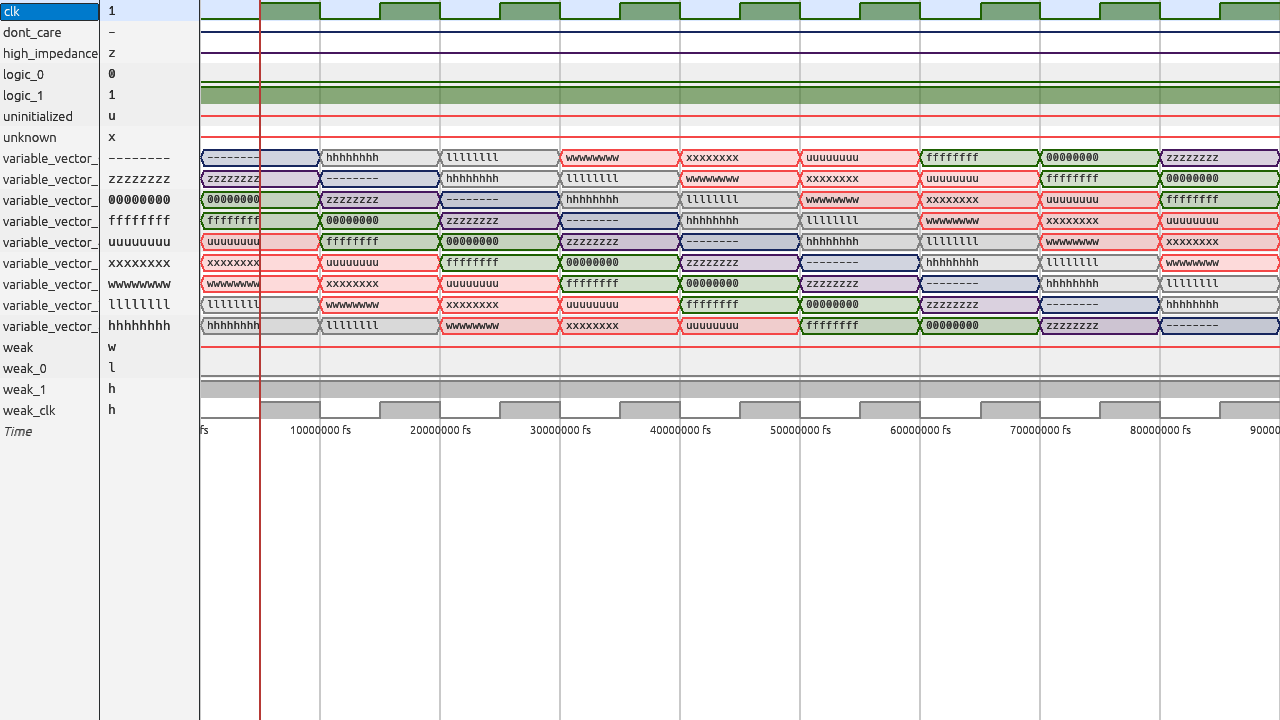 clk 1
dont_care –
high_impedance z
logic_0 0
logic_1 1
uninitialized u
unknown x
variable_vector_ -------- -------- hhhhhhhh llllllll wwwwwwww xxxxxxxx uuuuuuuu ffffffff 00000000 zzzzzzzz
variable_vector_ zzzzzzzz zzzzzzzz -------- hhhhhhhh llllllll wwwwwwww xxxxxxxx uuuuuuuu ffffffff 00000000
variable_vector_ 00000000 00000000 zzzzzzzz -------- hhhhhhhh llllllll wwwwwwww xxxxxxxx uuuuuuuu ffffffff
variable_vector_ ffffffff ffffffff 00000000 zzzzzzzz -------- hhhhhhhh llllllll wwwwwwww xxxxxxxx uuuuuuuu
variable_vector_ uuuuuuuu uuuuuuuu ffffffff 00000000 zzzzzzzz -------- hhhhhhhh llllllll wwwwwwww xxxxxxxx
variable_vector_ xxxxxxxx xxxxxxxx uuuuuuuu ffffffff 00000000 zzzzzzzz -------- hhhhhhhh llllllll wwwwwwww
variable_vector_ wwwwwwww wwwwwwww xxxxxxxx uuuuuuuu ffffffff 00000000 zzzzzzzz -------- hhhhhhhh llllllll
variable_vector_ llllllll llllllll wwwwwwww xxxxxxxx uuuuuuuu ffffffff 00000000 zzzzzzzz -------- hhhhhhhh
variable_vector_ hhhhhhhh hhhhhhhh llllllll wwwwwwww xxxxxxxx uuuuuuuu ffffffff 00000000 zzzzzzzz --------
weak w
weak_0 l
weak_1 h
weak_clk h
Time fs 10000000 fs 20000000 fs 30000000 fs 40000000 fs 50000000 fs 60000000 fs 70000000 fs 80000000 fs 90000